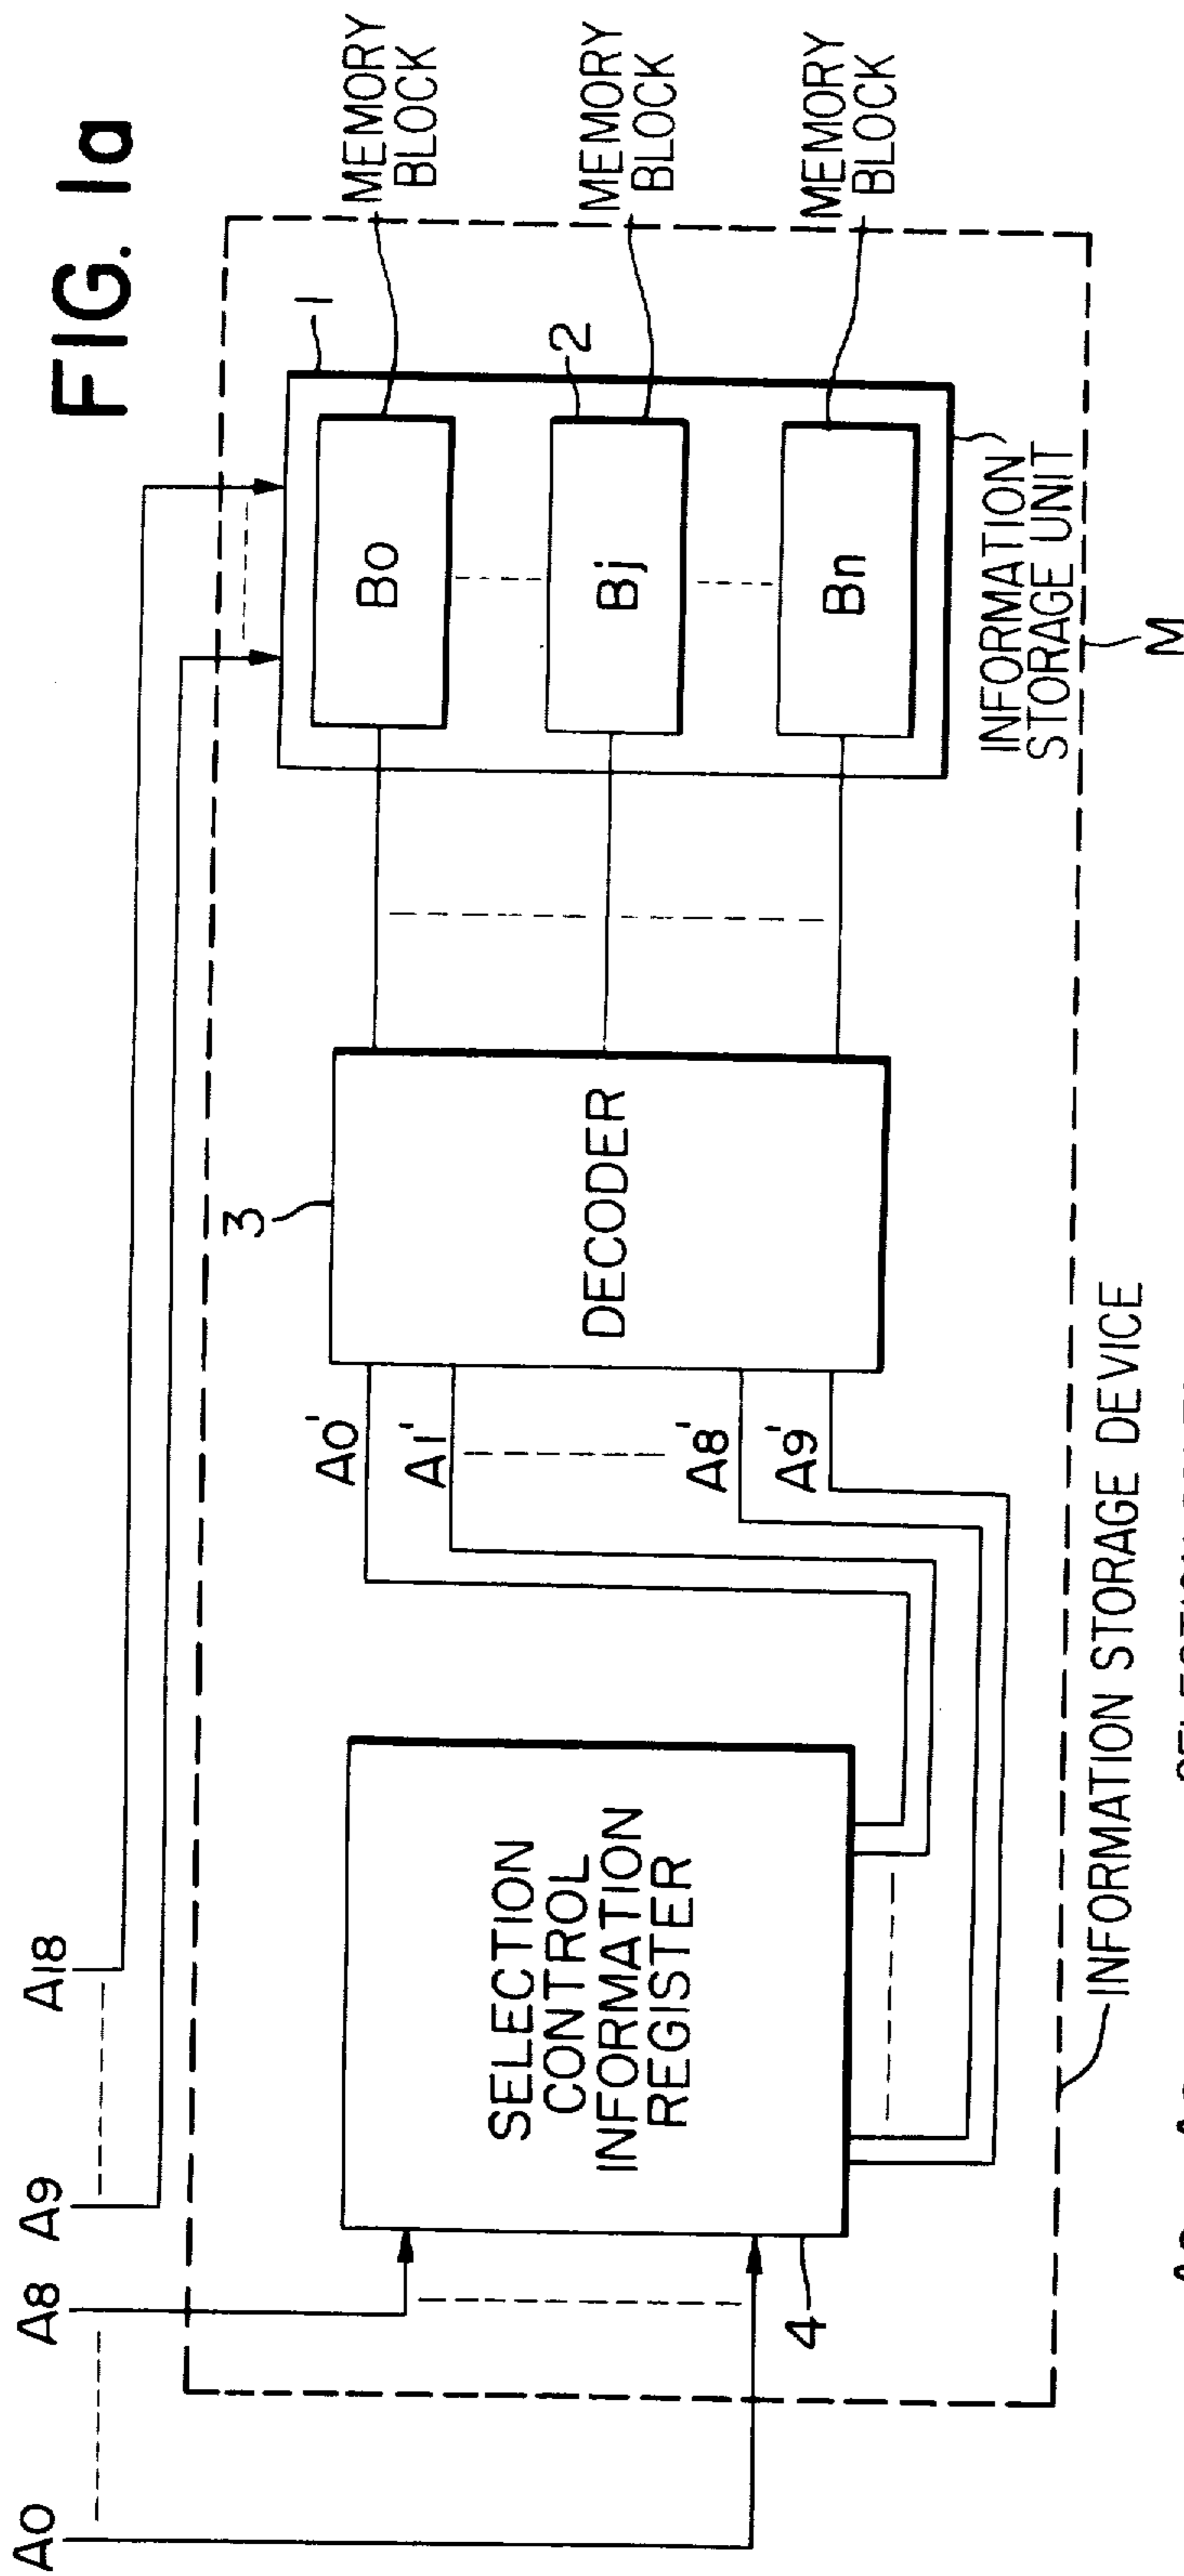 FIG. 1a
A0
A8
A9
A18
1
MEMORY
BLOCK
2
MEMORY
BLOCK
MEMORY
BLOCK
B0
Bj
Bn
INFORMATION
STORAGE UNIT
M
3
DECODER
A0'
A1'
A8'
A9'
SELECTION
CONTROL
INFORMATION
REGISTER
4
INFORMATION STORAGE DEVICE